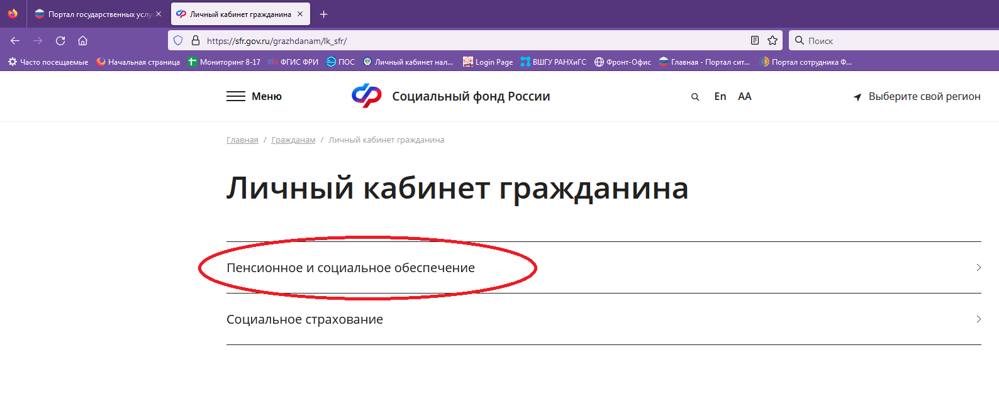 Портал государственных услу
Личный кабинет гражданина
https://sfr.gov.ru/grazhdanam/lk_sfr/
Поиск
Часто посещаемые
Начальная страница
Мониторинг 8-17
ФГИС ФРИ
ПОС
Личный кабинет нал...
Login Page
ВШГУ РАНХиГС
Фронт-Офис
Главная - Портал сит...
Портал сотрудника Ф...
Меню
Социальный фонд России
En
АА
Выберите свой регион
Главная / Гражданам / Личный кабинет гражданина
Личный кабинет гражданина
Пенсионное и социальное обеспечение
Социальное страхование